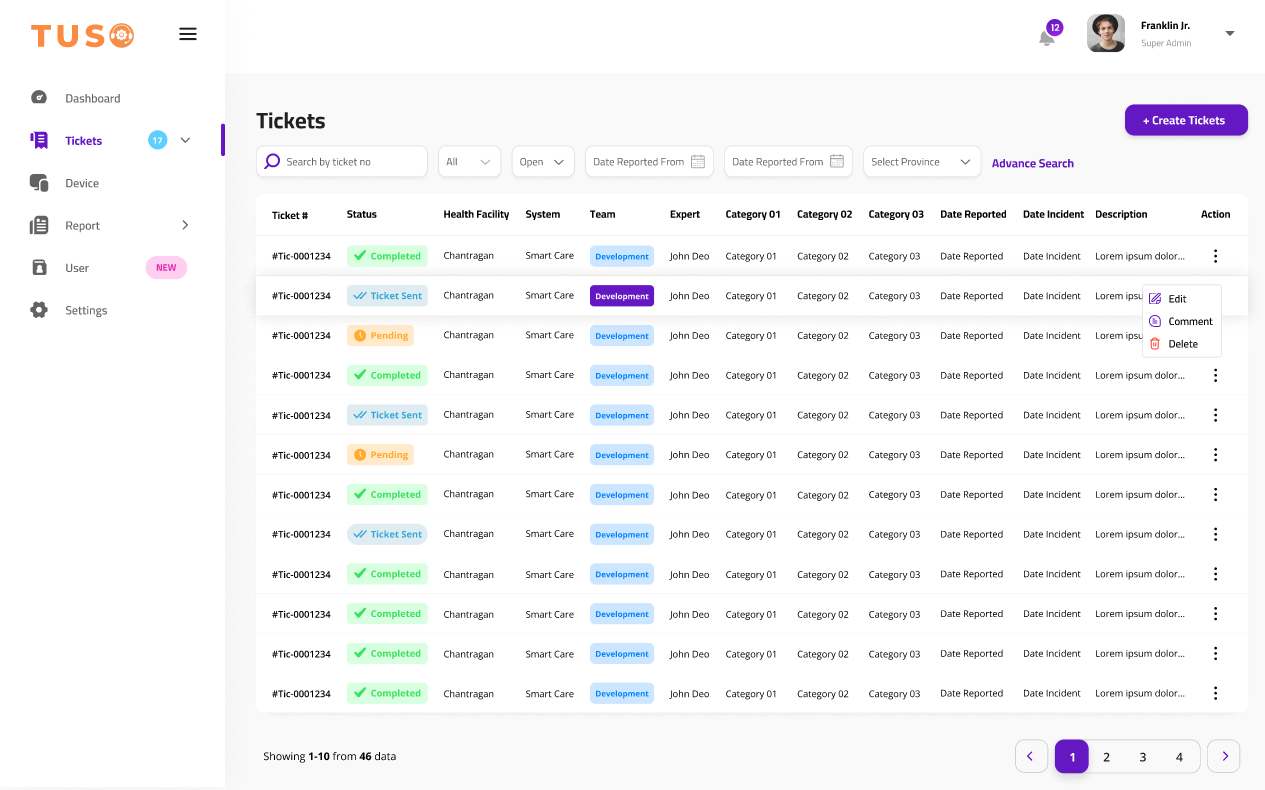 TUSO
12
Franklin Jr.
Super Admin
Dashboard
Tickets 17
Device
Report
User NEW
Settings
Tickets
+ Create Tickets
Search by ticket no All Open Date Reported From Date Reported From Select Province Advance Search
Ticket # Status Health Facility System Team Expert Category 01 Category 02 Category 03 Date Reported Date Incident Description Action
#Tic-0001234 Completed Chantragan Smart Care Development John Deo Category 01 Category 02 Category 03 Date Reported Date Incident Lorem ipsum dolor...
#Tic-0001234 Ticket Sent Chantragan Smart Care Development John Deo Category 01 Category 02 Category 03 Date Reported Date Incident Lorem ipsu
Edit
Comment
Delete
#Tic-0001234 Pending Chantragan Smart Care Development John Deo Category 01 Category 02 Category 03 Date Reported Date Incident Lorem ipsu
#Tic-0001234 Completed Chantragan Smart Care Development John Deo Category 01 Category 02 Category 03 Date Reported Date Incident Lorem ipsum dolor...
#Tic-0001234 Ticket Sent Chantragan Smart Care Development John Deo Category 01 Category 02 Category 03 Date Reported Date Incident Lorem ipsum dolor...
#Tic-0001234 Pending Chantragan Smart Care Development John Deo Category 01 Category 02 Category 03 Date Reported Date Incident Lorem ipsum dolor...
#Tic-0001234 Completed Chantragan Smart Care Development John Deo Category 01 Category 02 Category 03 Date Reported Date Incident Lorem ipsum dolor...
#Tic-0001234 Ticket Sent Chantragan Smart Care Development John Deo Category 01 Category 02 Category 03 Date Reported Date Incident Lorem ipsum dolor...
#Tic-0001234 Completed Chantragan Smart Care Development John Deo Category 01 Category 02 Category 03 Date Reported Date Incident Lorem ipsum dolor...
#Tic-0001234 Completed Chantragan Smart Care Development John Deo Category 01 Category 02 Category 03 Date Reported Date Incident Lorem ipsum dolor...
#Tic-0001234 Completed Chantragan Smart Care Development John Deo Category 01 Category 02 Category 03 Date Reported Date Incident Lorem ipsum dolor...
#Tic-0001234 Completed Chantragan Smart Care Development John Deo Category 01 Category 02 Category 03 Date Reported Date Incident Lorem ipsum dolor...
Showing 1-10 from 46 data
1 2 3 4